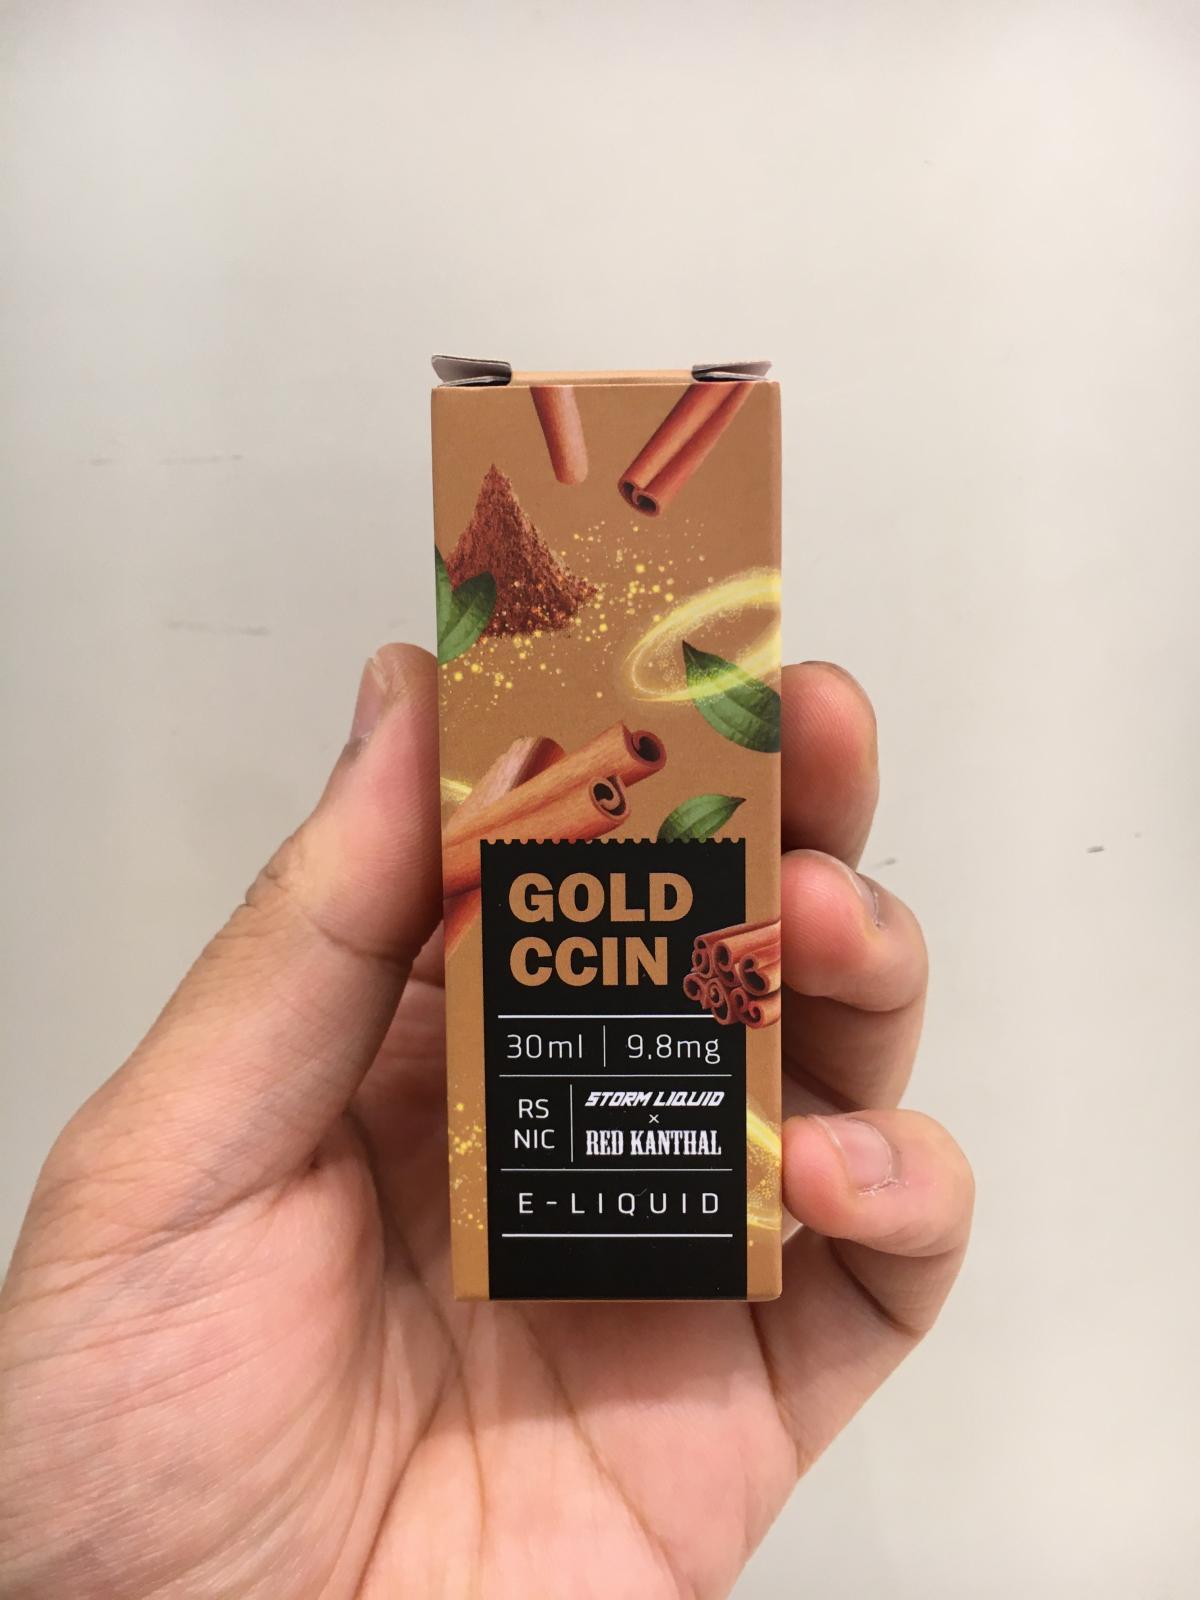 GOLD
CCIN
30ml | 9.8mg
RS
NIC
STORM LIQUID
×
RED KANTHAL
E-LIQUID